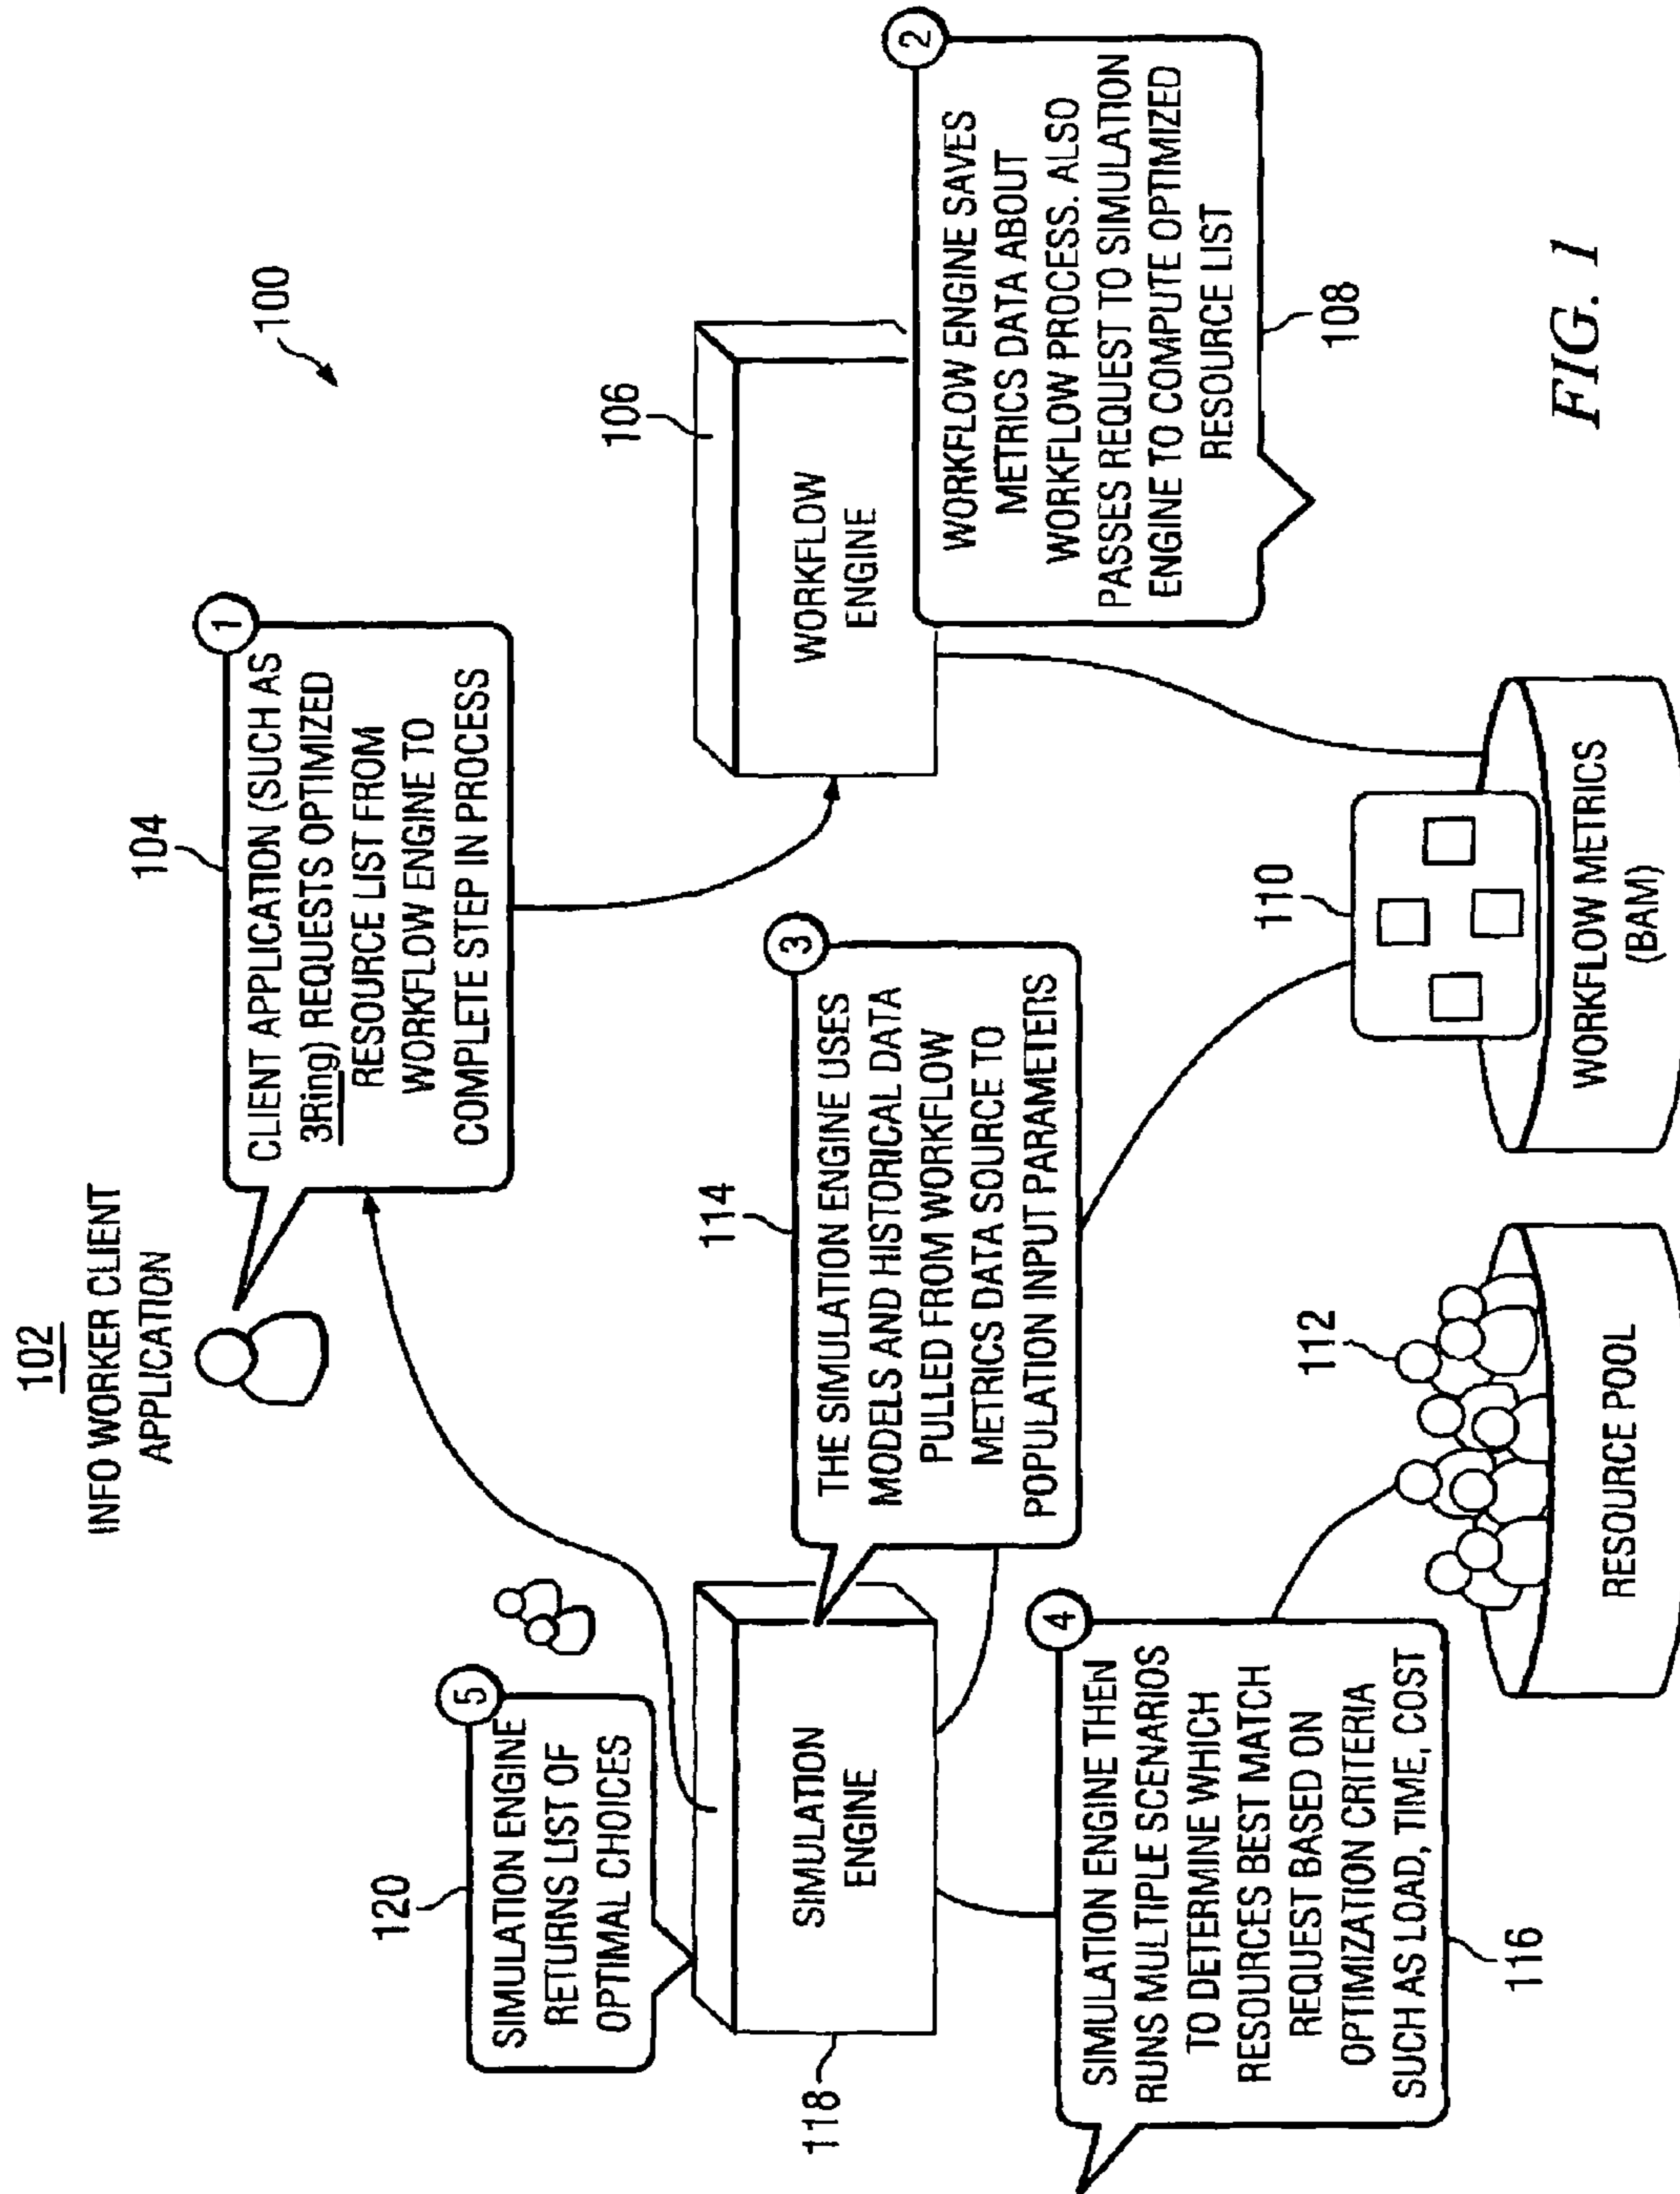 102
INFO WORKER CLIENT
APPLICATION
100
104
1
CLIENT APPLICATION (SUCH AS
3Ring) REQUESTS OPTIMIZED
RESOURCE LIST FROM
WORKFLOW ENGINE TO
COMPLETE STEP IN PROCESS
120
5
SIMULATION ENGINE
RETURNS LIST OF
OPTIMAL CHOICES
106
WORKFLOW
ENGINE
2
WORKFLOW ENGINE SAVES
METRICS DATA ABOUT
WORKFLOW PROCESS. ALSO
PASSES REQUEST TO SIMULATION
ENGINE TO COMPUTE OPTIMIZED
RESOURCE LIST
108
114
3
THE SIMULATION ENGINE USES
MODELS AND HISTORICAL DATA
PULLED FROM WORKFLOW
METRICS DATA SOURCE TO
POPULATION INPUT PARAMETERS
SIMULATION
ENGINE
118
4
SIMULATION ENGINE THEN
RUNS MULTIPLE SCENARIOS
TO DETERMINE WHICH
RESOURCES BEST MATCH
REQUEST BASED ON
OPTIMIZATION CRITERIA
SUCH AS LOAD, TIME, COST
116
112
RESOURCE POOL
110
WORKFLOW METRICS
(BAM)
FIG. 1